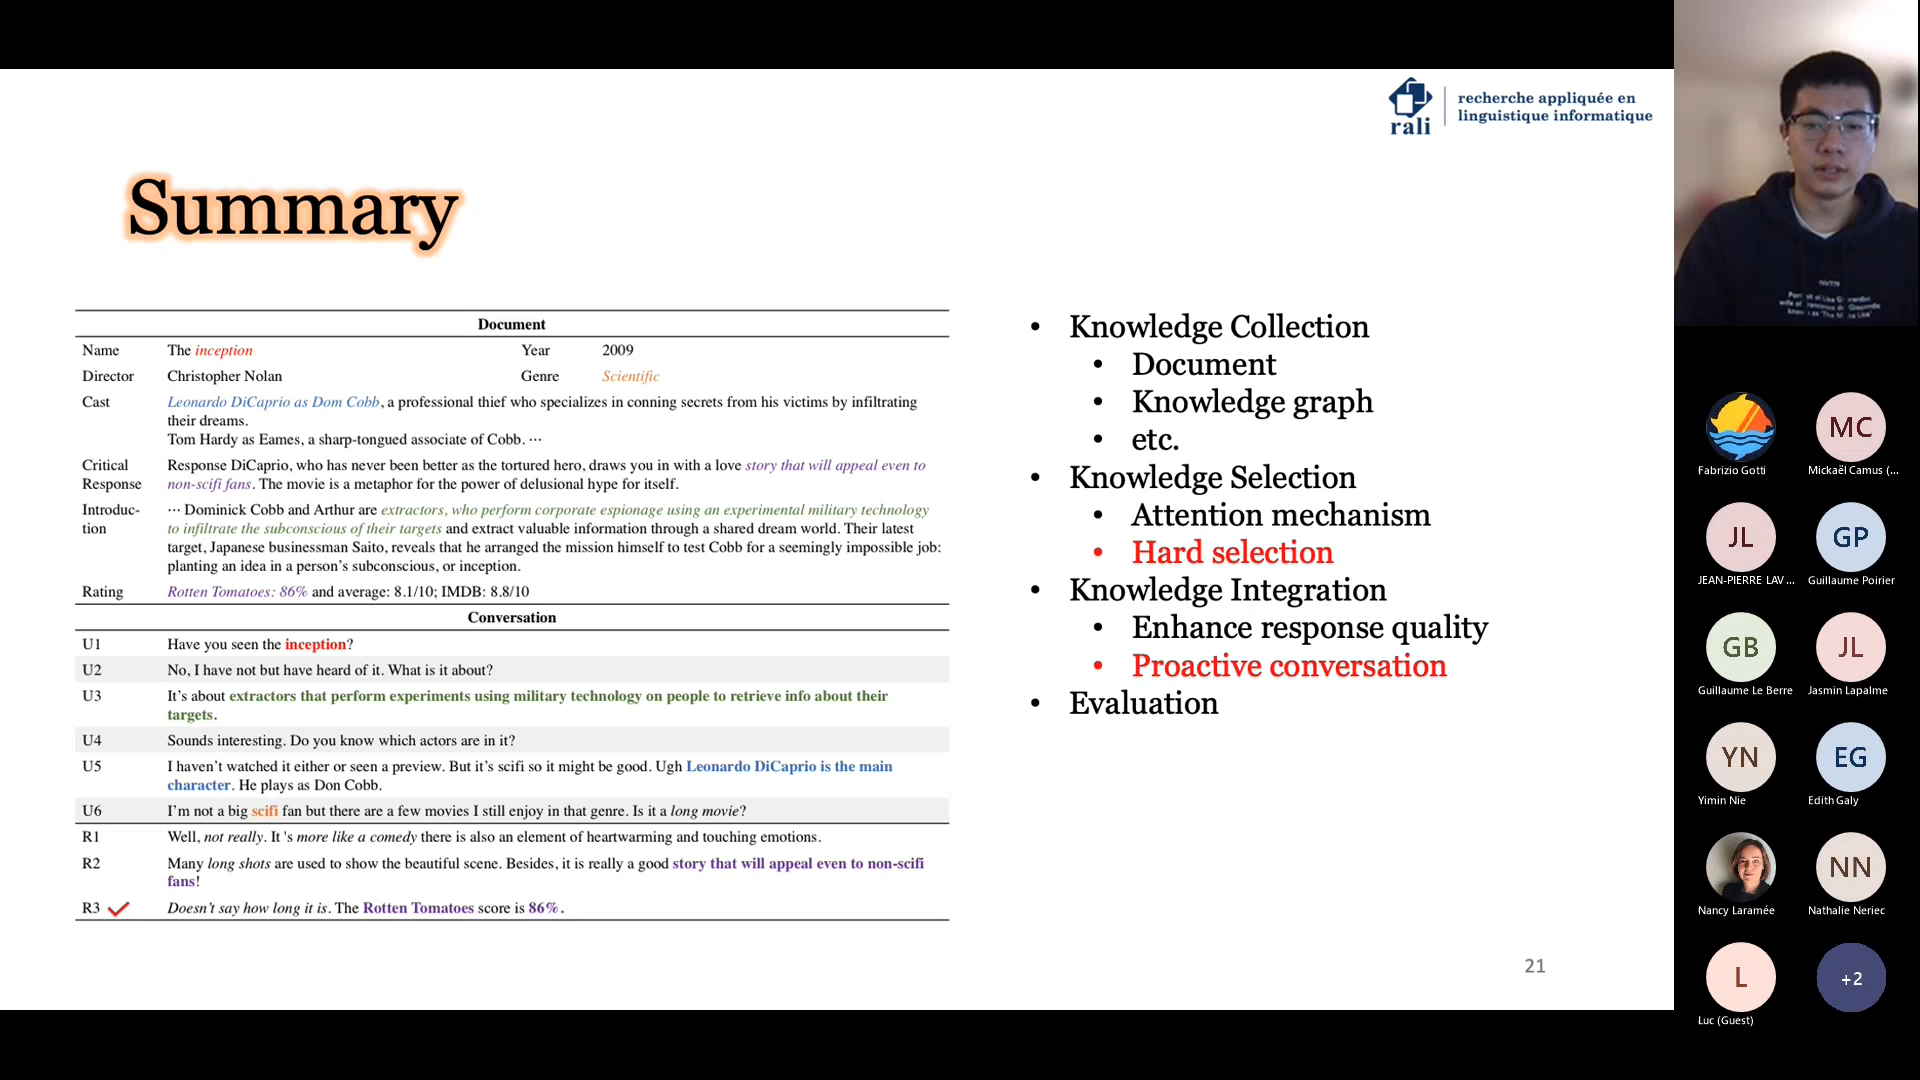 rali
recherche appliquée en
linguistique informatique
Summary
Document
Name The inception Year 2009
Director Christopher Nolan Genre Scientific
Cast Leonardo DiCaprio as Dom Cobb, a professional thief who specializes in conning secrets from his victims by infiltrating
their dreams.
Tom Hardy as Eames, a sharp-tongued associate of Cobb. ···
Critical Response DiCaprio, who has never been better as the tortured hero, draws you in with a love story that will appeal even to
Response non-scifi fans. The movie is a metaphor for the power of delusional hype for itself.
Introduc- ··· Dominick Cobb and Arthur are extractors, who perform corporate espionage using an experimental military technology
tion to infiltrate the subconscious of their targets and extract valuable information through a shared dream world. Their latest
target, Japanese businessman Saito, reveals that he arranged the mission himself to test Cobb for a seemingly impossible job:
planting an idea in a person's subconscious, or inception.
Rating Rotten Tomatoes: 86% and average: 8.1/10; IMDB: 8.8/10
Conversation
U1 Have you seen the inception?
U2 No, I have not but have heard of it. What is it about?
U3 It's about extractors that perform experiments using military technology on people to retrieve info about their
targets.
U4 Sounds interesting. Do you know which actors are in it?
U5 I haven't watched it either or seen a preview. But it's scifi so it might be good. Ugh Leonardo DiCaprio is the main
character. He plays as Don Cobb.
U6 I'm not a big scifi fan but there are a few movies I still enjoy in that genre. Is it a long movie?
R1 Well, not really. It 's more like a comedy there is also an element of heartwarming and touching emotions.
R2 Many long shots are used to show the beautiful scene. Besides, it is really a good story that will appeal even to non-scifi
fans!
R3 Doesn't say how long it is. The Rotten Tomatoes score is 86%.
• Knowledge Collection
• Document
• Knowledge graph
• etc.
• Knowledge Selection
• Attention mechanism
• Hard selection
• Knowledge Integration
• Enhance response quality
• Proactive conversation
• Evaluation
21
Fabrizio Gotti
MC
Mickaël Camus (...
JL
JEAN-PIERRE LAV...
GP
Guillaume Poirier
GB
Guillaume Le Berre
JL
Jasmin Lapalme
YN
Yimin Nie
EG
Edith Galy
Nancy Laramée
NN
Nathalie Neriec
L
Luc (Guest)
+2